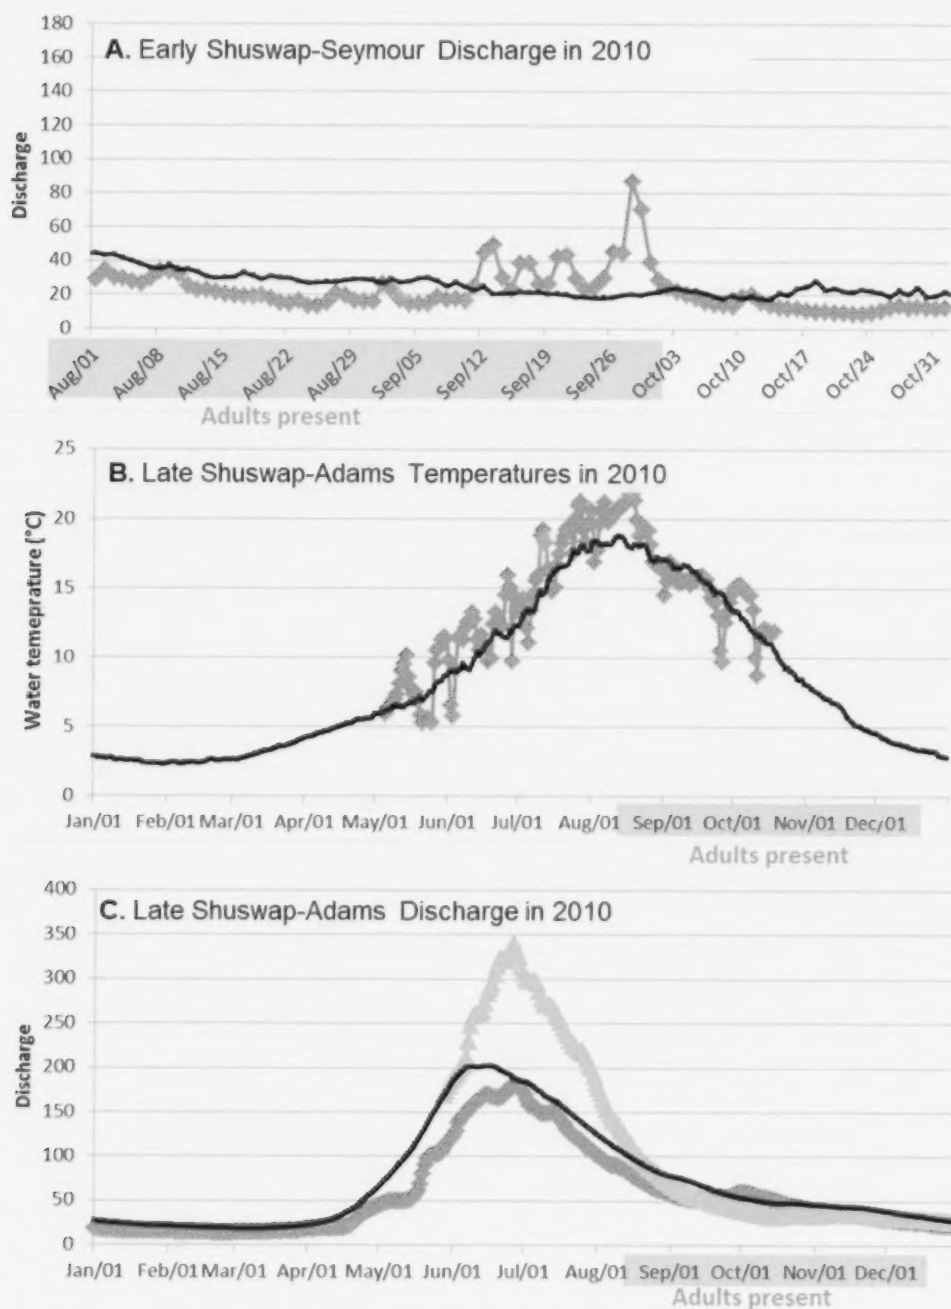 A. Early Shuswap-Seymour Discharge in 2010
Discharge
180
160
140
120
100
80
60
40
20
0
Aug/01 Aug/08 Aug/15 Aug/22 Aug/29 Sep/05 Sep/12 Sep/19 Sep/26 Oct/03 Oct/10 Oct/17 Oct/24 Oct/31
Adults present
B. Late Shuswap-Adams Temperatures in 2010
Water temeprature (°C)
25
20
15
10
5
0
Jan/01 Feb/01 Mar/01 Apr/01 May/01 Jun/01 Jul/01 Aug/01 Sep/01 Oct/01 Nov/01 Dec/01
Adults present
C. Late Shuswap-Adams Discharge in 2010
Discharge
400
350
300
250
200
150
100
50
0
Jan/01 Feb/01 Mar/01 Apr/01 May/01 Jun/01 Jul/01 Aug/01 Sep/01 Oct/01 Nov/01 Dec/01
Adults present